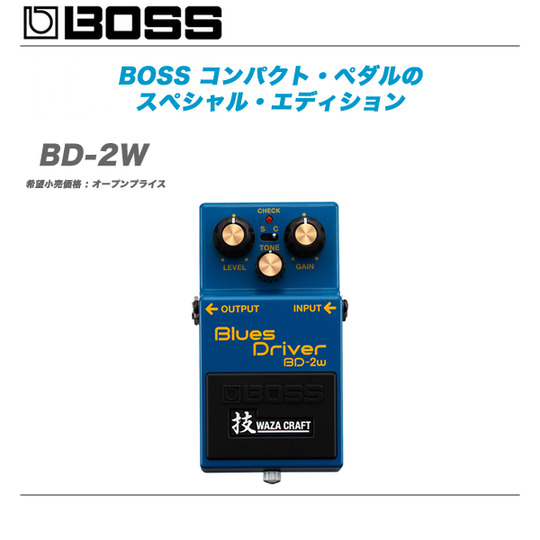 BOSS
BOSS コンパクト・ペダルの
スペシャル・エディション
BD-2W
希望小売価格：オープンプライス
CHECK
S C
TONE
LEVEL
GAIN
OUTPUT
INPUT
Blues
Driver
BD-2w
BOSS
技 WAZA CRAFT